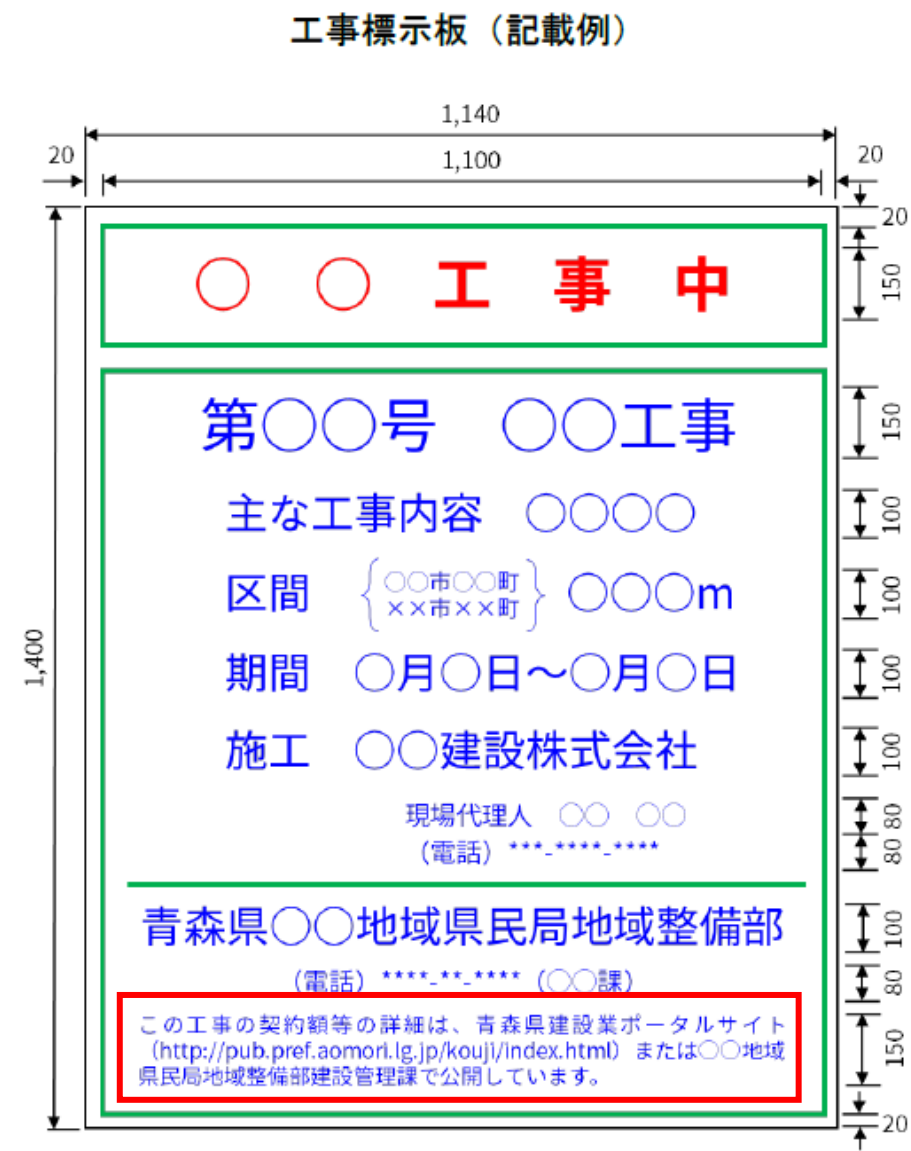 工事標示板（記載例）
1,140
20 1,100 20
20
○ ○ 工 事 中
150
第○○号 ○○工事
150
主な工事内容 ○○○○
100
区間 ○○市○○町 ○○○m
××市××町
100
1,400
期間 ○月○日～○月○日
100
施工 ○○建設株式会社
100
現場代理人 ○○ ○○
80
（電話）***-****-****
80
青森県○○地域県民局地域整備部
100
（電話）****-**-****（○○課）
80
この工事の契約額等の詳細は、青森県建設業ポータルサイト
（http://pub.pref.aomori.lg.jp/kouji/index.html）または○○地域
県民局地域整備部建設管理課で公開しています。
150
20